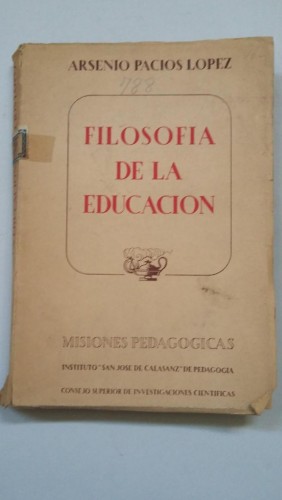 ARSENIO PACIOS LOPEZ
788
FILOSOFIA
DE LA
EDUCACION
MISIONES PEDAGOGICAS
INSTITUTO "SAN JOSE DE CALASANZ" DE PEDAGOGIA
CONSEJO SUPERIOR DE INVESTIGACIONES CIENTIFICAS